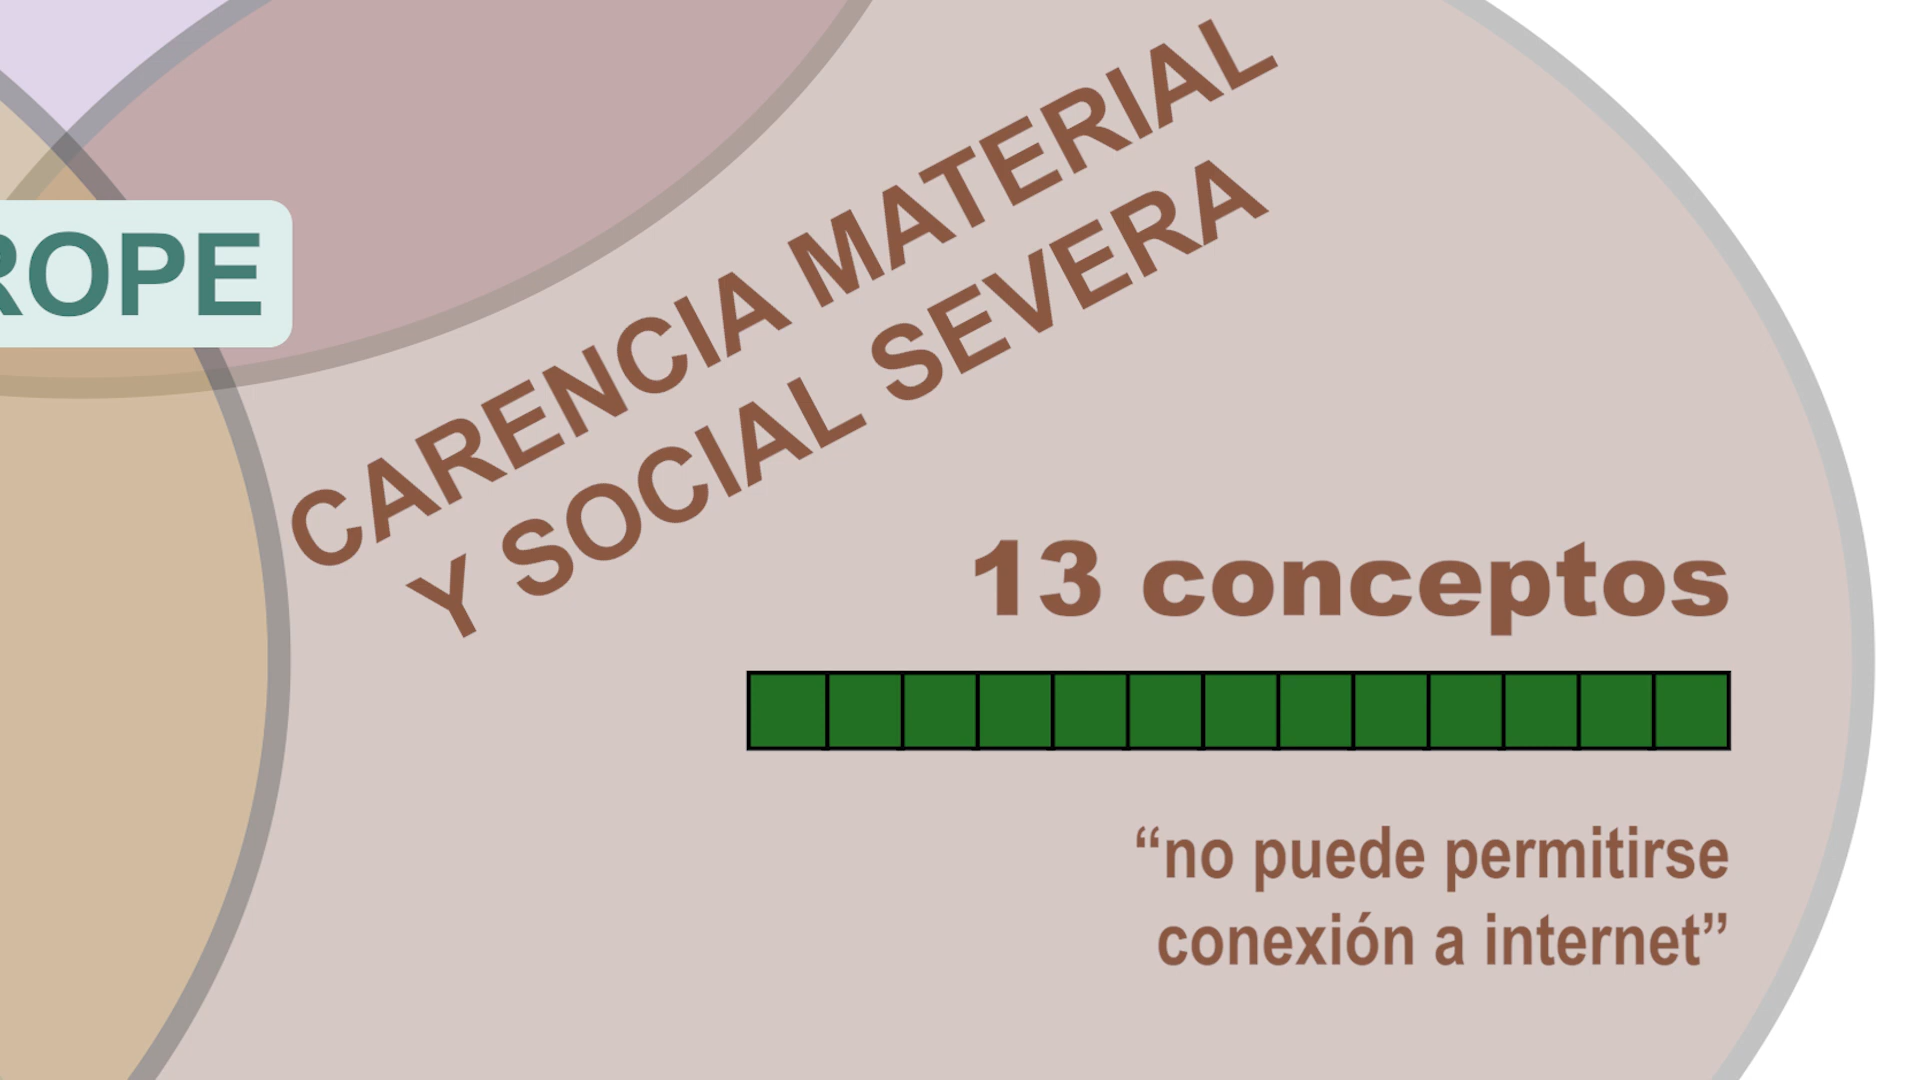 ROPE
CARENCIA MATERIAL
Y SOCIAL SEVERA
13 conceptos
“no puede permitirse
conexión a internet”